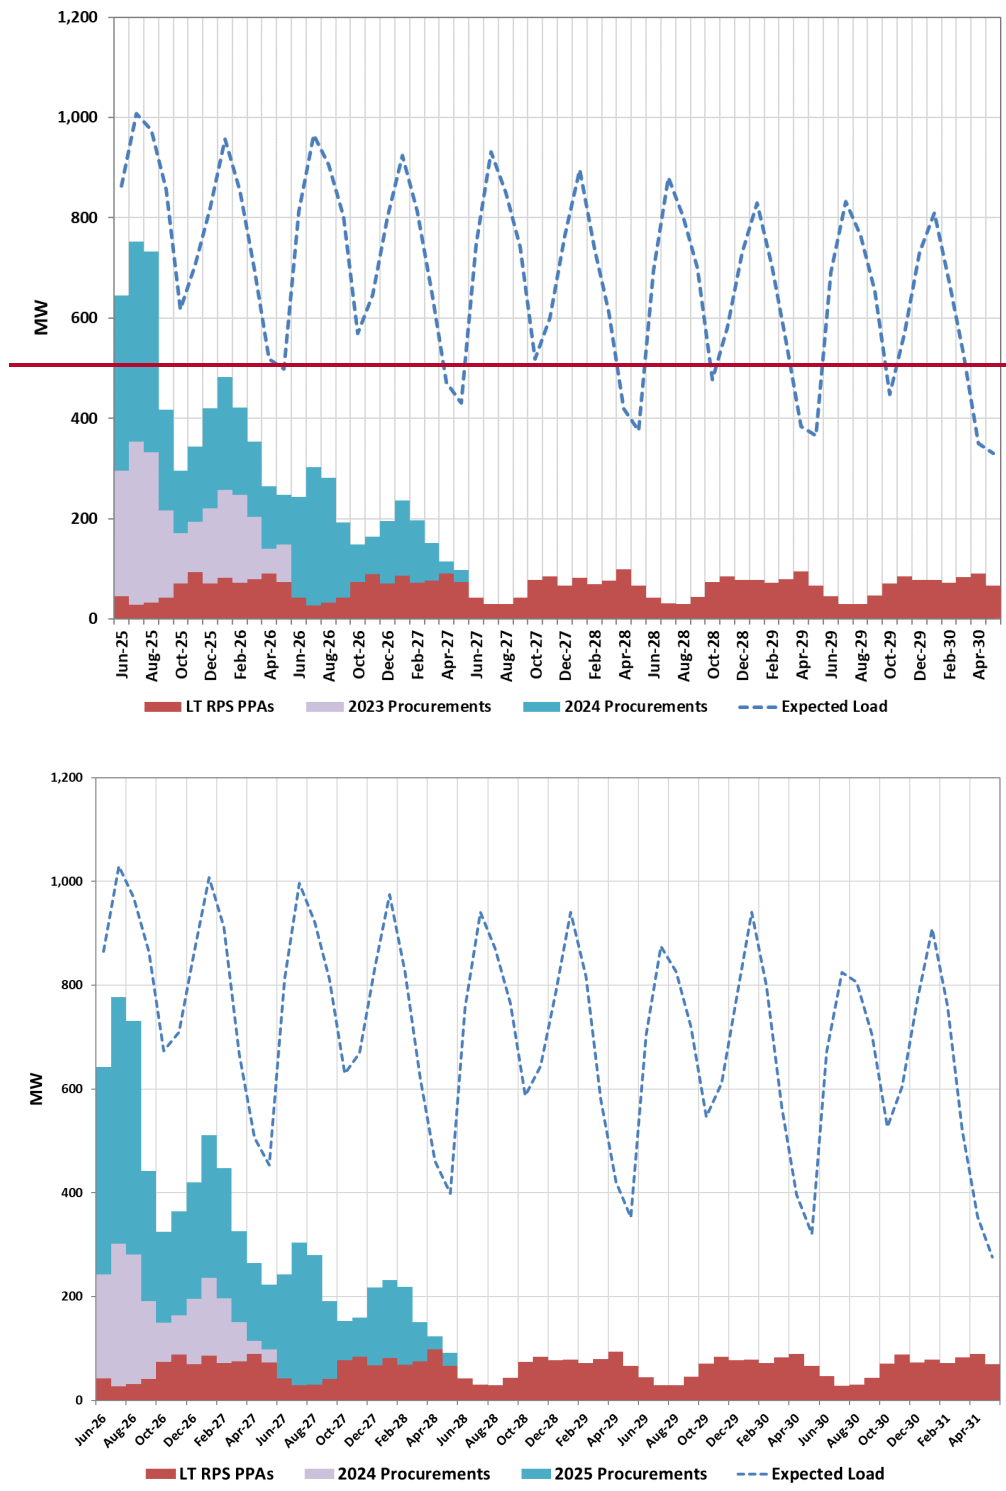 1,200
1,000
800
600
400
200
0
MW
Jun-25
Aug-25
Oct-25
Dec-25
Feb-26
Apr-26
Jun-26
Aug-26
Oct-26
Dec-26
Feb-27
Apr-27
Jun-27
Aug-27
Oct-27
Dec-27
Feb-28
Apr-28
Jun-28
Aug-28
Oct-28
Dec-28
Feb-29
Apr-29
Jun-29
Aug-29
Oct-29
Dec-29
Feb-30
Apr-30
LT RPS PPAs 2023 Procurements 2024 Procurements Expected Load
1,200
1,000
800
600
400
200
0
MW
Jun-26
Aug-26
Oct-26
Dec-26
Feb-27
Apr-27
Jun-27
Aug-27
Oct-27
Dec-27
Feb-28
Apr-28
Jun-28
Aug-28
Oct-28
Dec-28
Feb-29
Apr-29
Jun-29
Aug-29
Oct-29
Dec-29
Feb-30
Apr-30
Jun-30
Aug-30
Oct-30
Dec-30
Feb-31
Apr-31
LT RPS PPAs 2024 Procurements 2025 Procurements Expected Load